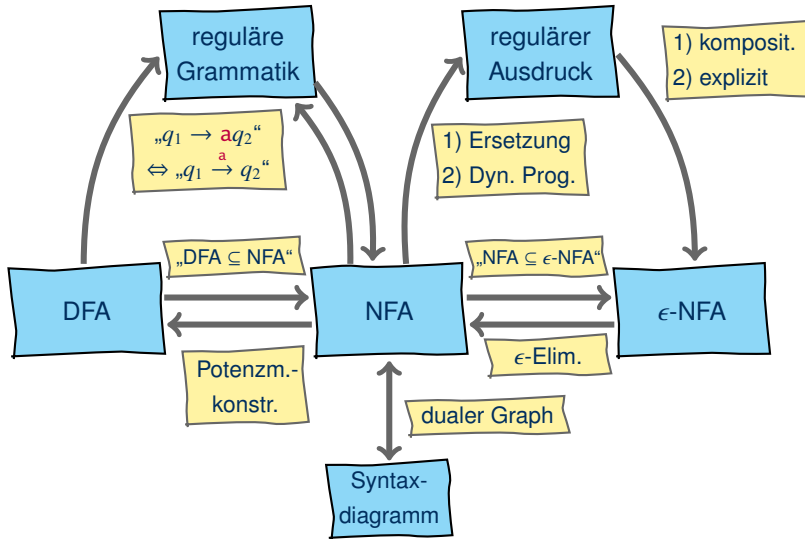 reguläre
Grammatik
regulärer
Ausdruck
1) komposit.
2) explizit
„q₁ → aq₂“
⇔ „q₁ →ᵃ q₂“
1) Ersetzung
2) Dyn. Prog.
„DFA ⊆ NFA“
„NFA ⊆ ϵ-NFA“
DFA
NFA
ϵ-NFA
Potenzm.-
konstr.
ϵ-Elim.
dualer Graph
Syntax-
diagramm